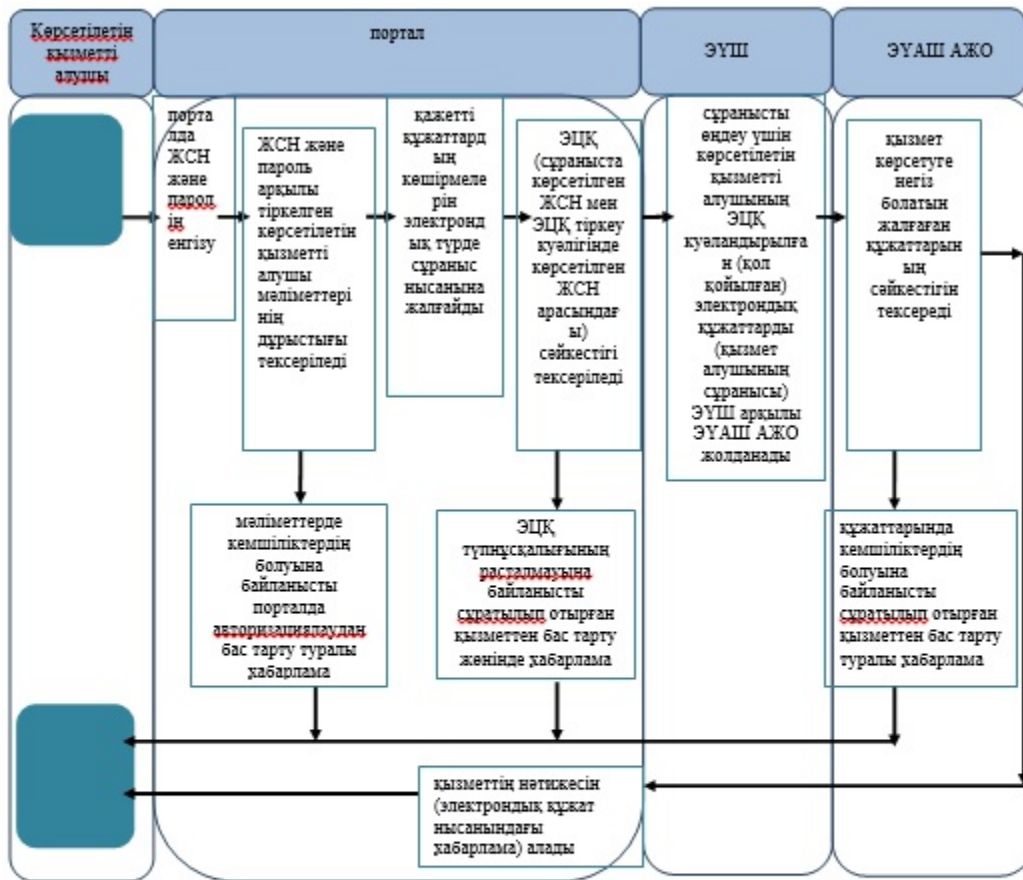 Көрсетілетін
қызметті
алушы
портал
ЭҮШ
ЭҮАШ АЖО
порта
лда
ЖСН
және
парол
ін
енгізу
ЖСН және
пароль
арқылы
тіркелген
көрсетілетін
қызметті
алушы
мәліметтері
нің
дұрыстығы
тексеріледі
қажетті
құжаттард
ың
көшірмеле
рін
электронд
ық түрде
сұраныс
нысанына
жалғайды
ЭЦҚ
(сұраныста
көрсетілген
ЖСН мен
ЭЦҚ тіркеу
куәлігінде
көрсетілген
ЖСН
арасындағ
ы)
сәйкестігі
тексеріледі
сұранысты
өңдеу үшін
көрсетілетін
қызметті
алушының
ЭЦҚ
куәландырылға
н (қол
қойылған)
электрондық
құжаттарды
(қызмет
алушының
сұранысы)
ЭҮШ арқылы
ЭҮАШ АЖО
жолданады
қызмет
көрсетуге
негіз
болатын
жалғаған
құжаттарын
ың
сәйкестігін
тексереді
мәліметтерде
кемшіліктердің
болуына
байланысты
порталда
авторизациялаудан
бас тарту туралы
хабарлама
ЭЦҚ
түпнұсқалығының
расталмауына
байланысты
сұратылып отырған
қызметтен бас тарту
жөнінде хабарлама
құжаттарында
кемшіліктердің
болуына
байланысты
сұратылып отырған
қызметтен бас тарту
туралы хабарлама
қызметтің нәтижесін
(электрондық құжат
нысанындағы
хабарлама) алады